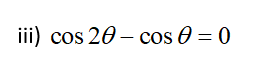 iii) cos 2θ – cos θ = 0